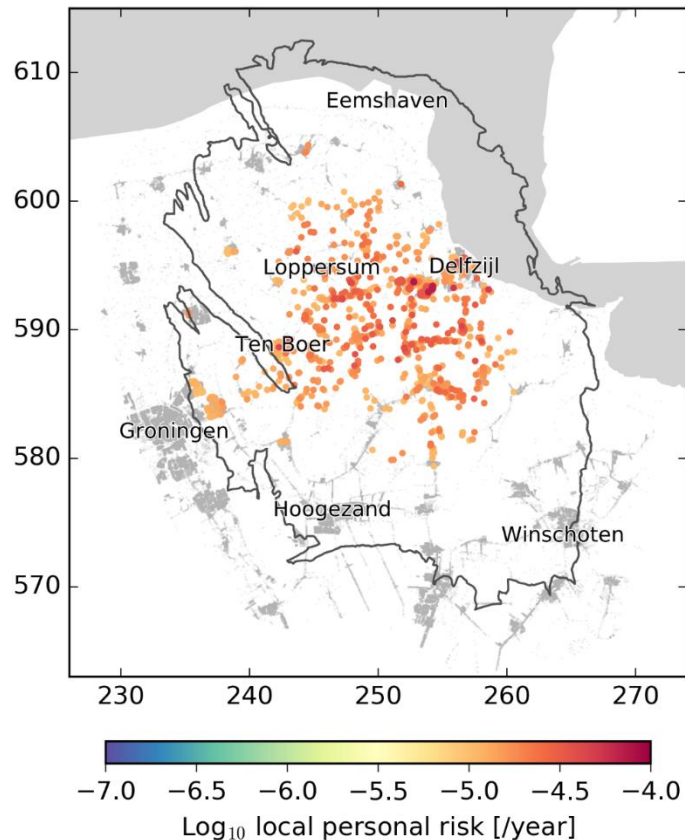 610
Eemshaven
600
Loppersum Delfzijl
590
Ten Boer
Groningen
580
Hoogezand
Winschoten
570
230 240 250 260 270
−7.0 −6.5 −6.0 −5.5 −5.0 −4.5 −4.0
Log₁₀ local personal risk [/year]